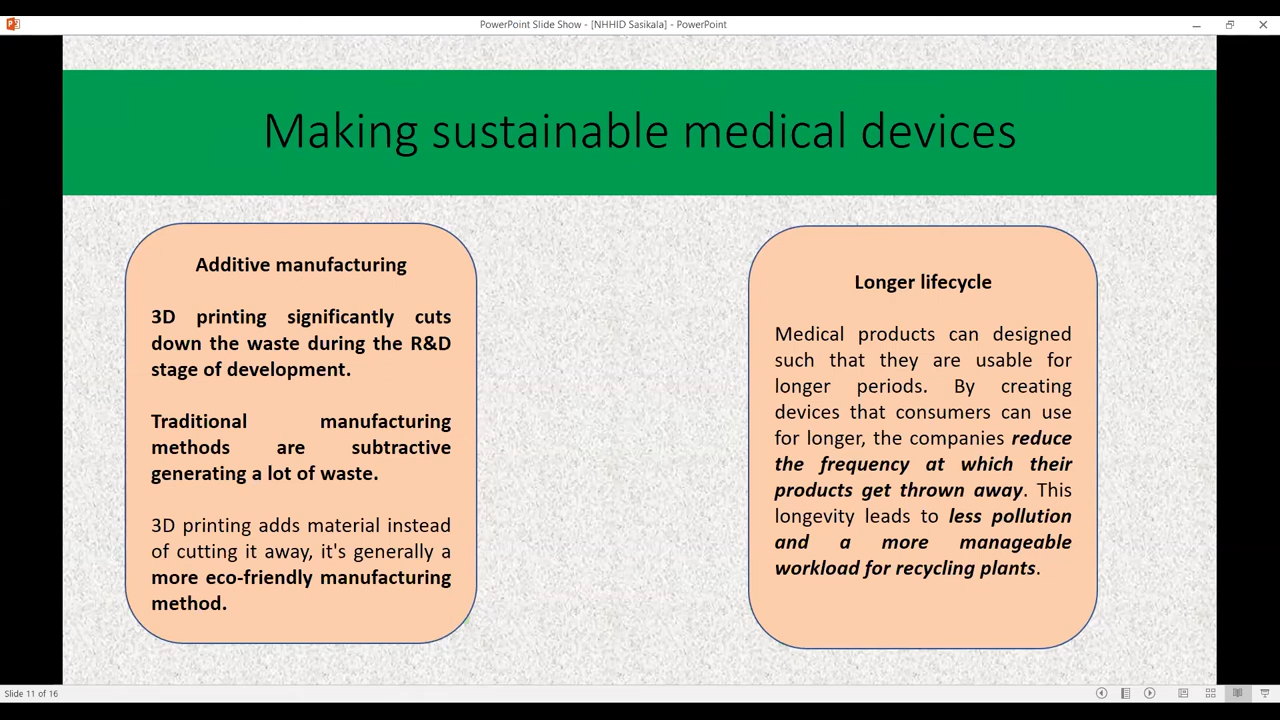 PowerPoint Slide Show - [NHHID Sasikala] - PowerPoint
Making sustainable medical devices
Additive manufacturing
3D printing significantly cuts
down the waste during the R&D
stage of development.
Traditional manufacturing
methods are subtractive
generating a lot of waste.
3D printing adds material instead
of cutting it away, it's generally a
more eco-friendly manufacturing
method.
Longer lifecycle
Medical products can designed
such that they are usable for
longer periods. By creating
devices that consumers can use
for longer, the companies reduce
the frequency at which their
products get thrown away. This
longevity leads to less pollution
and a more manageable
workload for recycling plants.
Slide 11 of 16